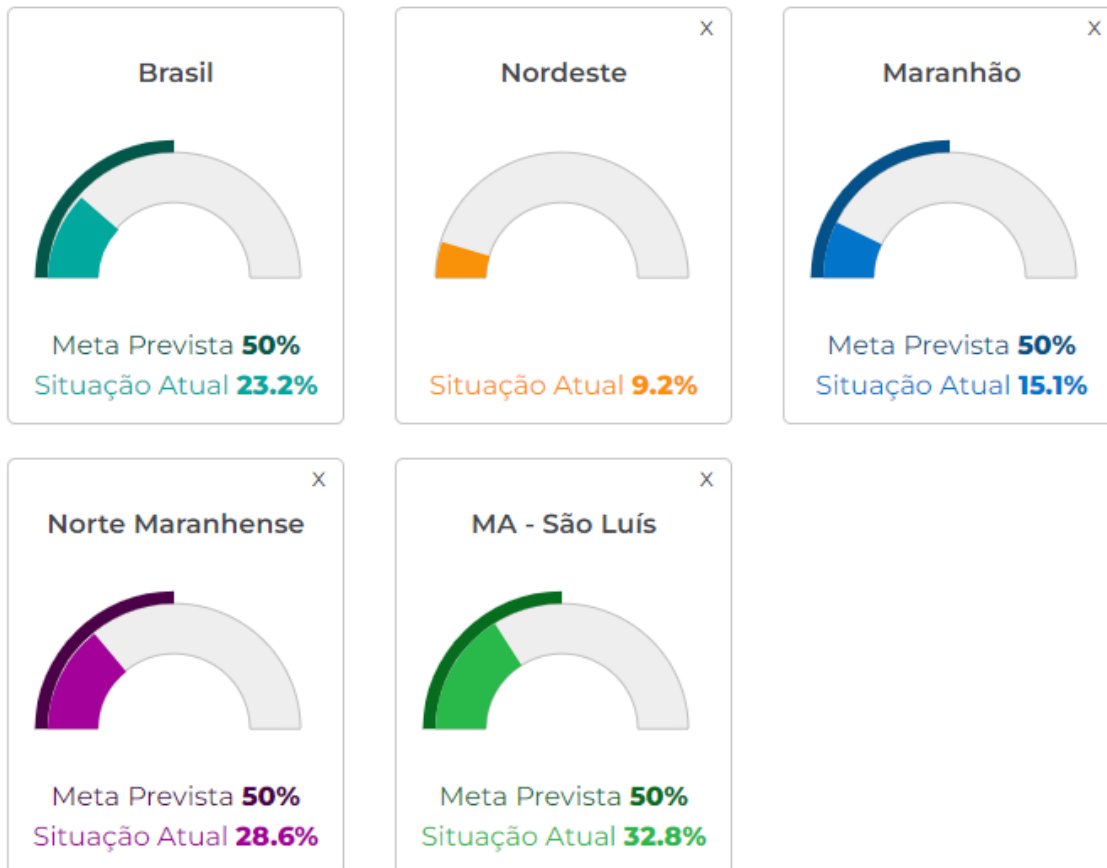 Brasil
Meta Prevista 50%
Situação Atual 23.2%
X
Nordeste
Situação Atual 9.2%
X
Maranhão
Meta Prevista 50%
Situação Atual 15.1%
X
Norte Maranhense
Meta Prevista 50%
Situação Atual 28.6%
X
MA - São Luís
Meta Prevista 50%
Situação Atual 32.8%